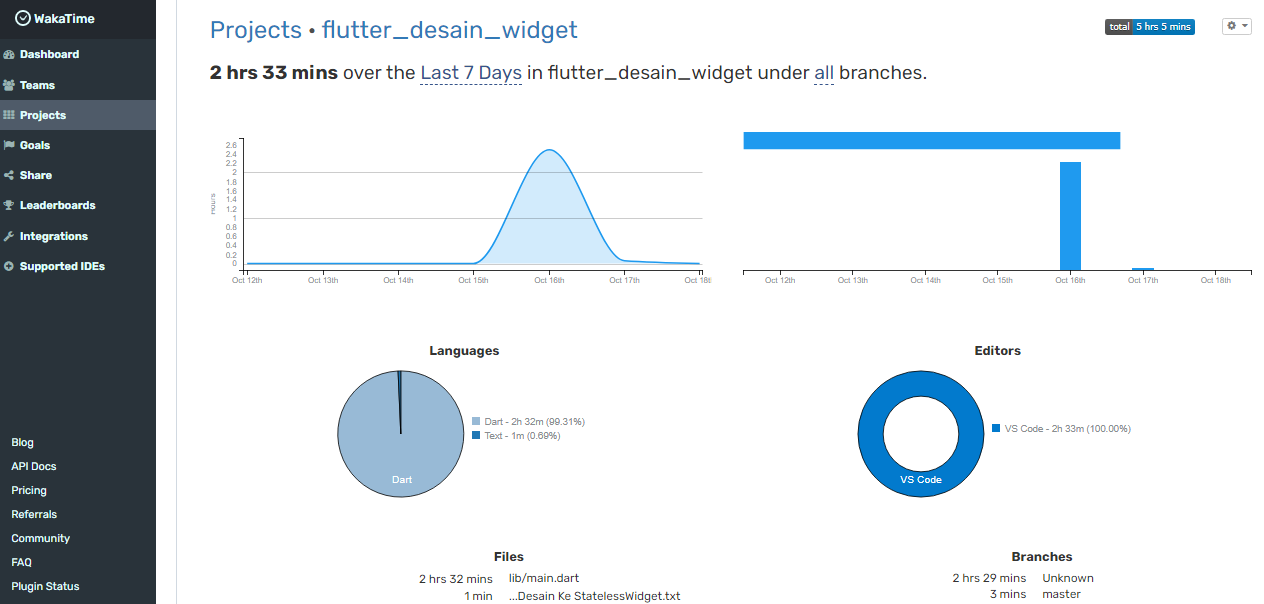 WakaTime
Dashboard
Teams
Projects
Goals
Share
Leaderboards
Integrations
Supported IDEs
Blog
API Docs
Pricing
Referrals
Community
FAQ
Plugin Status
Projects • flutter_desain_widget
total 5 hrs 5 mins
2 hrs 33 mins over the Last 7 Days in flutter_desain_widget under all branches.
Hours
2.6
2.4
2.2
2
1.8
1.6
1.4
1.2
1
0.8
0.6
0.4
0.2
0
Oct 12th Oct 13th Oct 14th Oct 15th Oct 16th Oct 17th Oct 18t
Oct 12th Oct 13th Oct 14th Oct 15th Oct 16th Oct 17th Oct 18th
Languages
Dart - 2h 32m (99.31%)
Text - 1m (0.69%)
Dart
Editors
VS Code - 2h 33m (100.00%)
VS Code
Files
2 hrs 32 mins lib/main.dart
1 min ...Desain Ke StatelessWidget.txt
Branches
2 hrs 29 mins Unknown
3 mins master